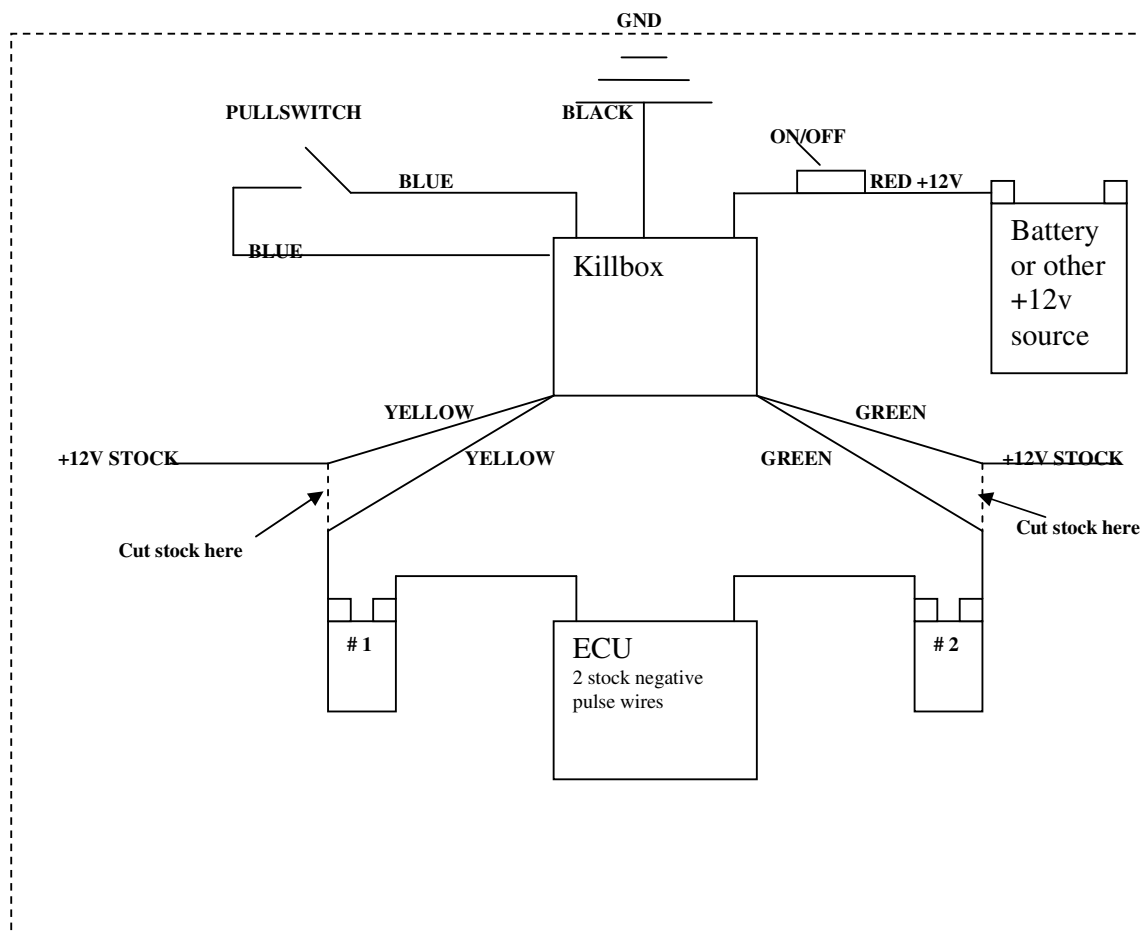 GND
PULLSWITCH
BLACK
ON/OFF
BLUE
RED +12V
BLUE
Killbox
Battery
or other
+12v
source
YELLOW
GREEN
+12V STOCK
YELLOW
GREEN
+12V STOCK
Cut stock here
Cut stock here
# 1
ECU
2 stock negative
pulse wires
# 2